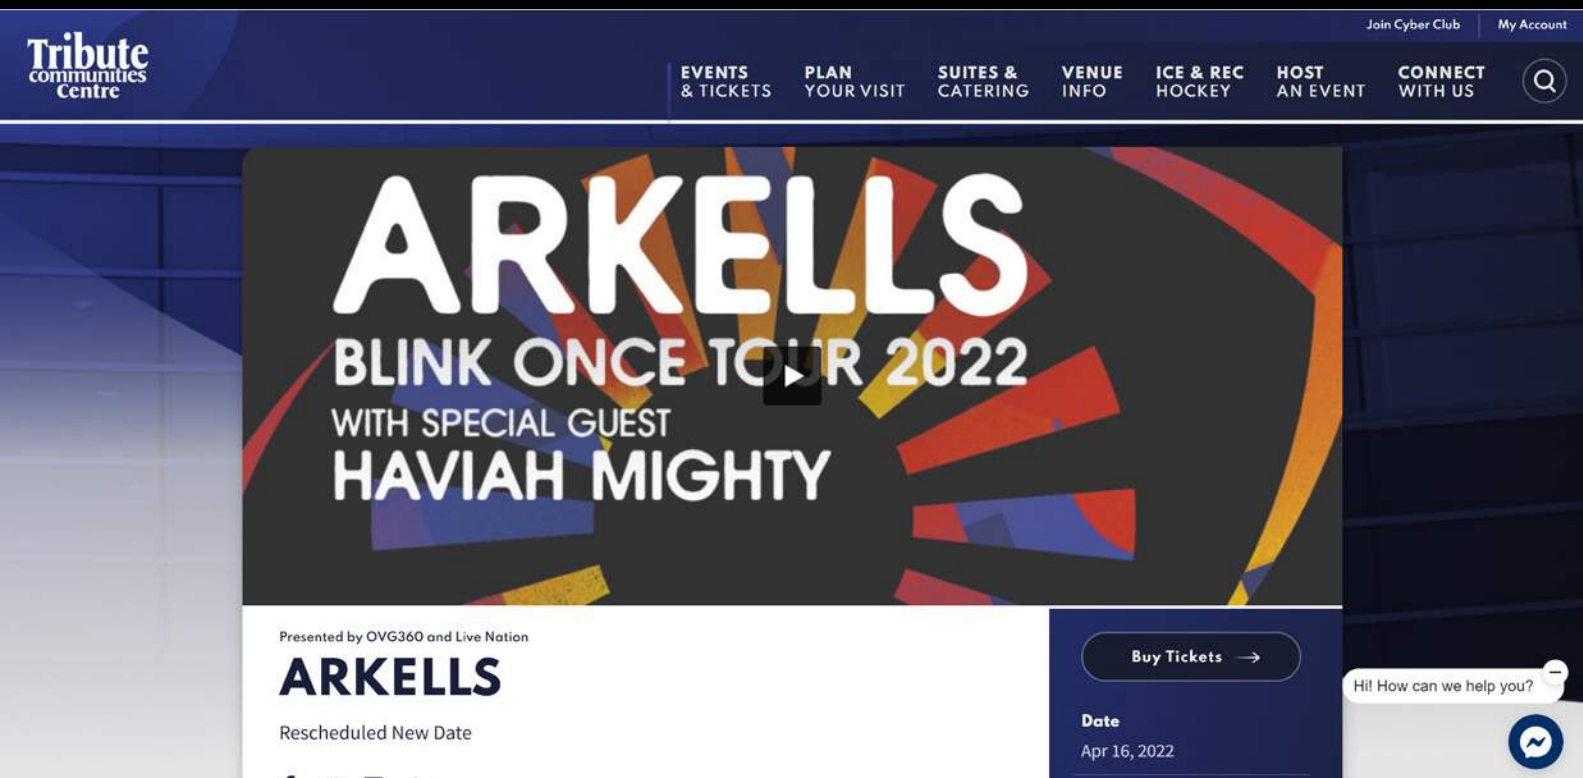 Join Cyber Club
My Account
Tribute
communities
Centre
EVENTS
& TICKETS
PLAN
YOUR VISIT
SUITES &
CATERING
VENUE
INFO
ICE & REC
HOCKEY
HOST
AN EVENT
CONNECT
WITH US
ARKELLS
BLINK ONCE TOUR 2022
WITH SPECIAL GUEST
HAVIAH MIGHTY
Presented by OVG360 and Live Nation
ARKELLS
Rescheduled New Date
Buy Tickets →
Date
Apr 16, 2022
Hi! How can we help you?